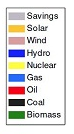 Savings
Solar
Wind
Hydro
Nuclear
Gas
Oil
Coal
Biomass